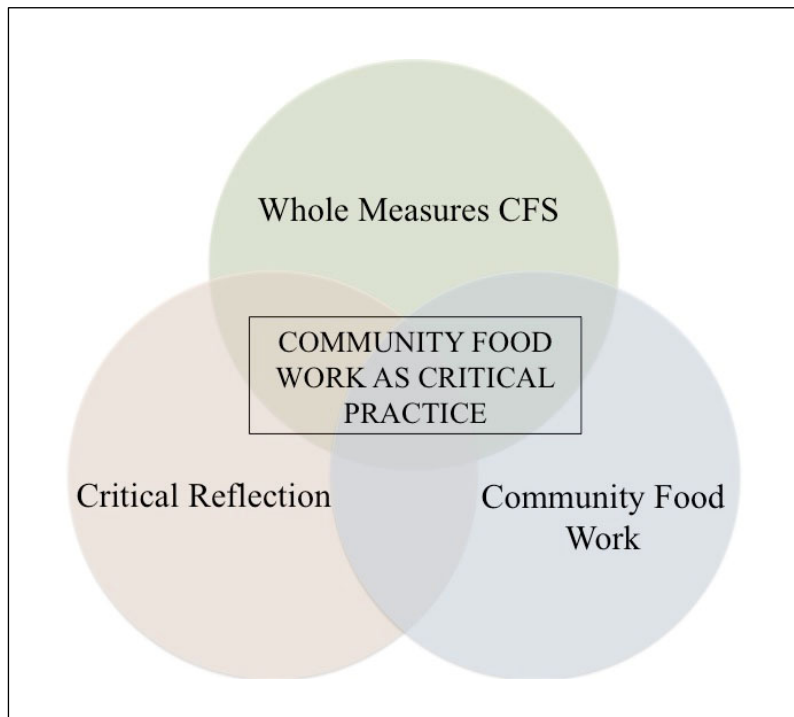 Whole Measures CFS
COMMUNITY FOOD
WORK AS CRITICAL
PRACTICE
Critical Reflection
Community Food
Work